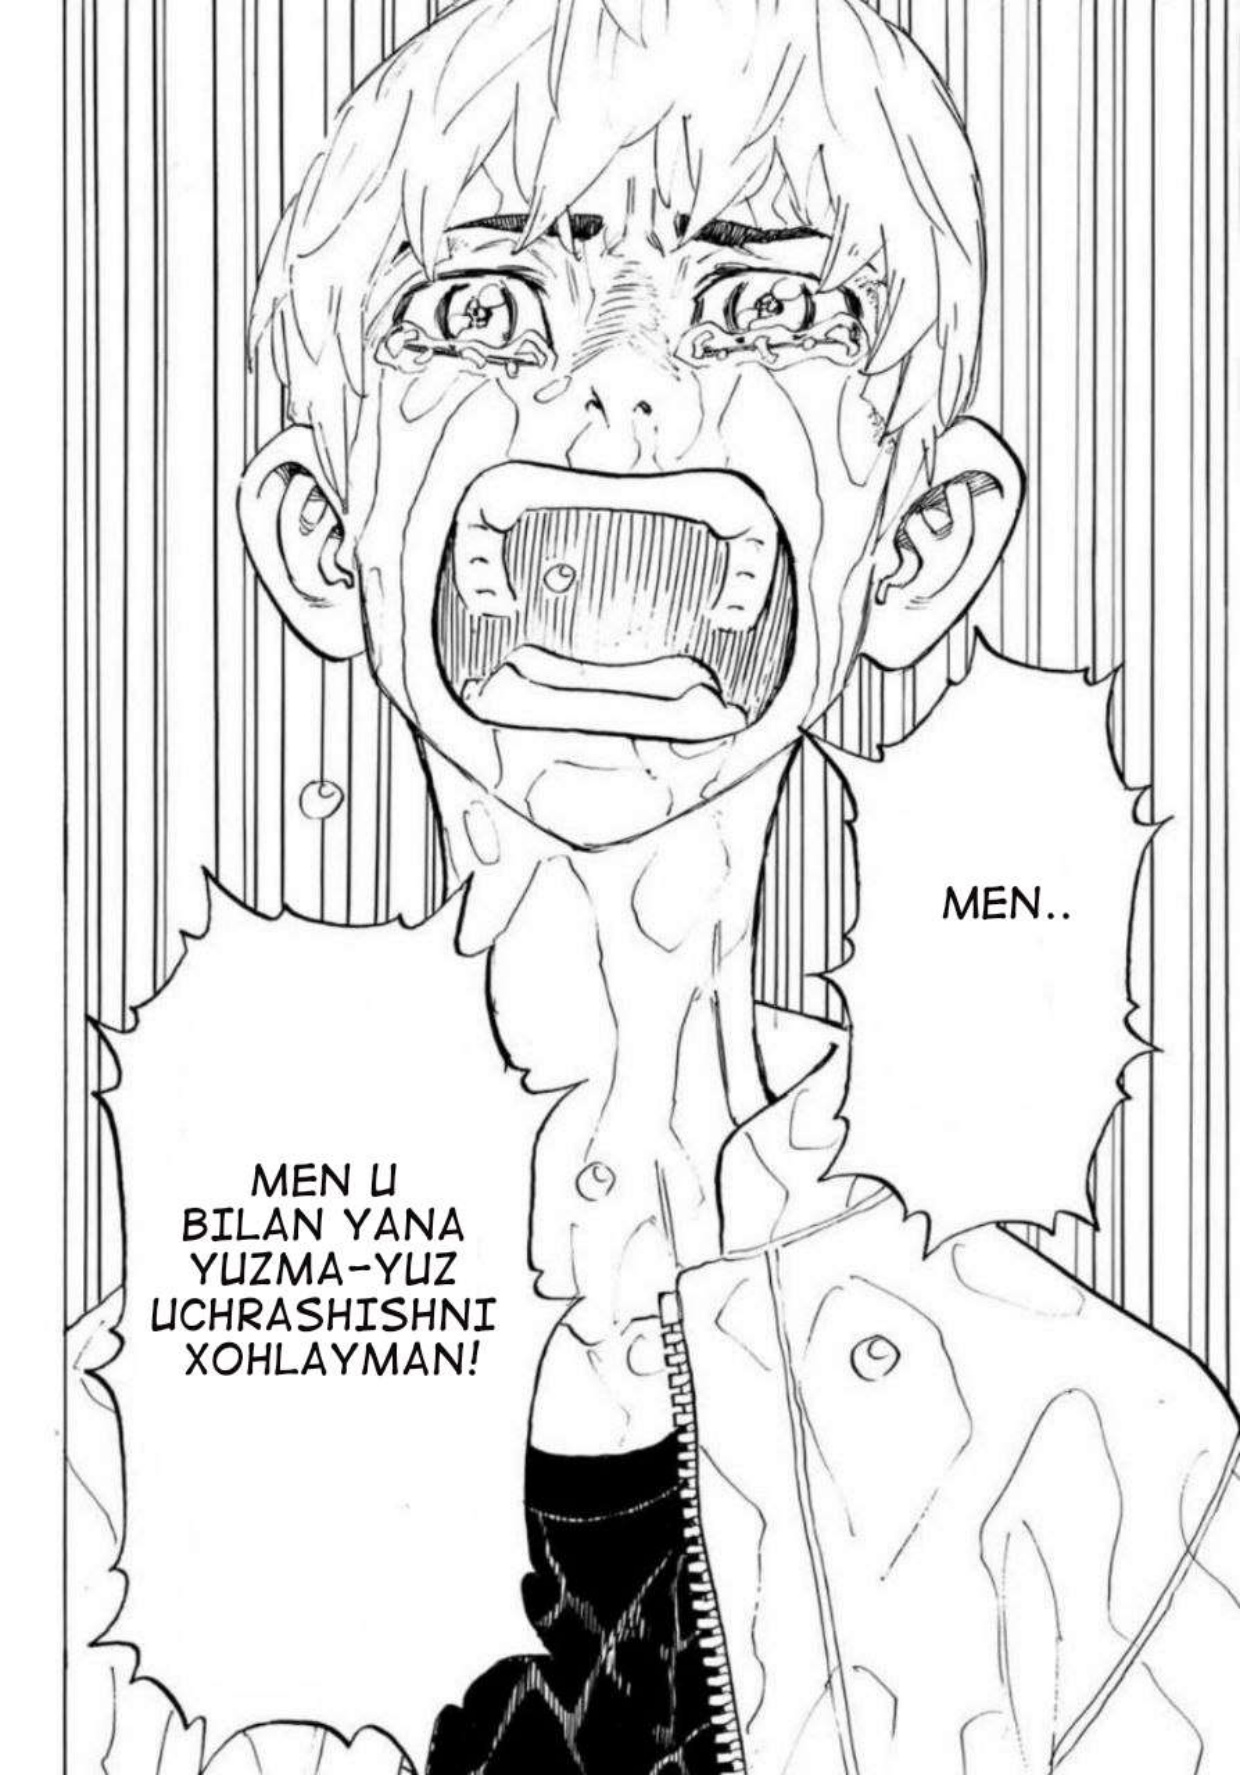 MEN..
MEN U
BILAN YANA
YUZMA-YUZ
UCHRASHISHNI
XOHLAYMAN!